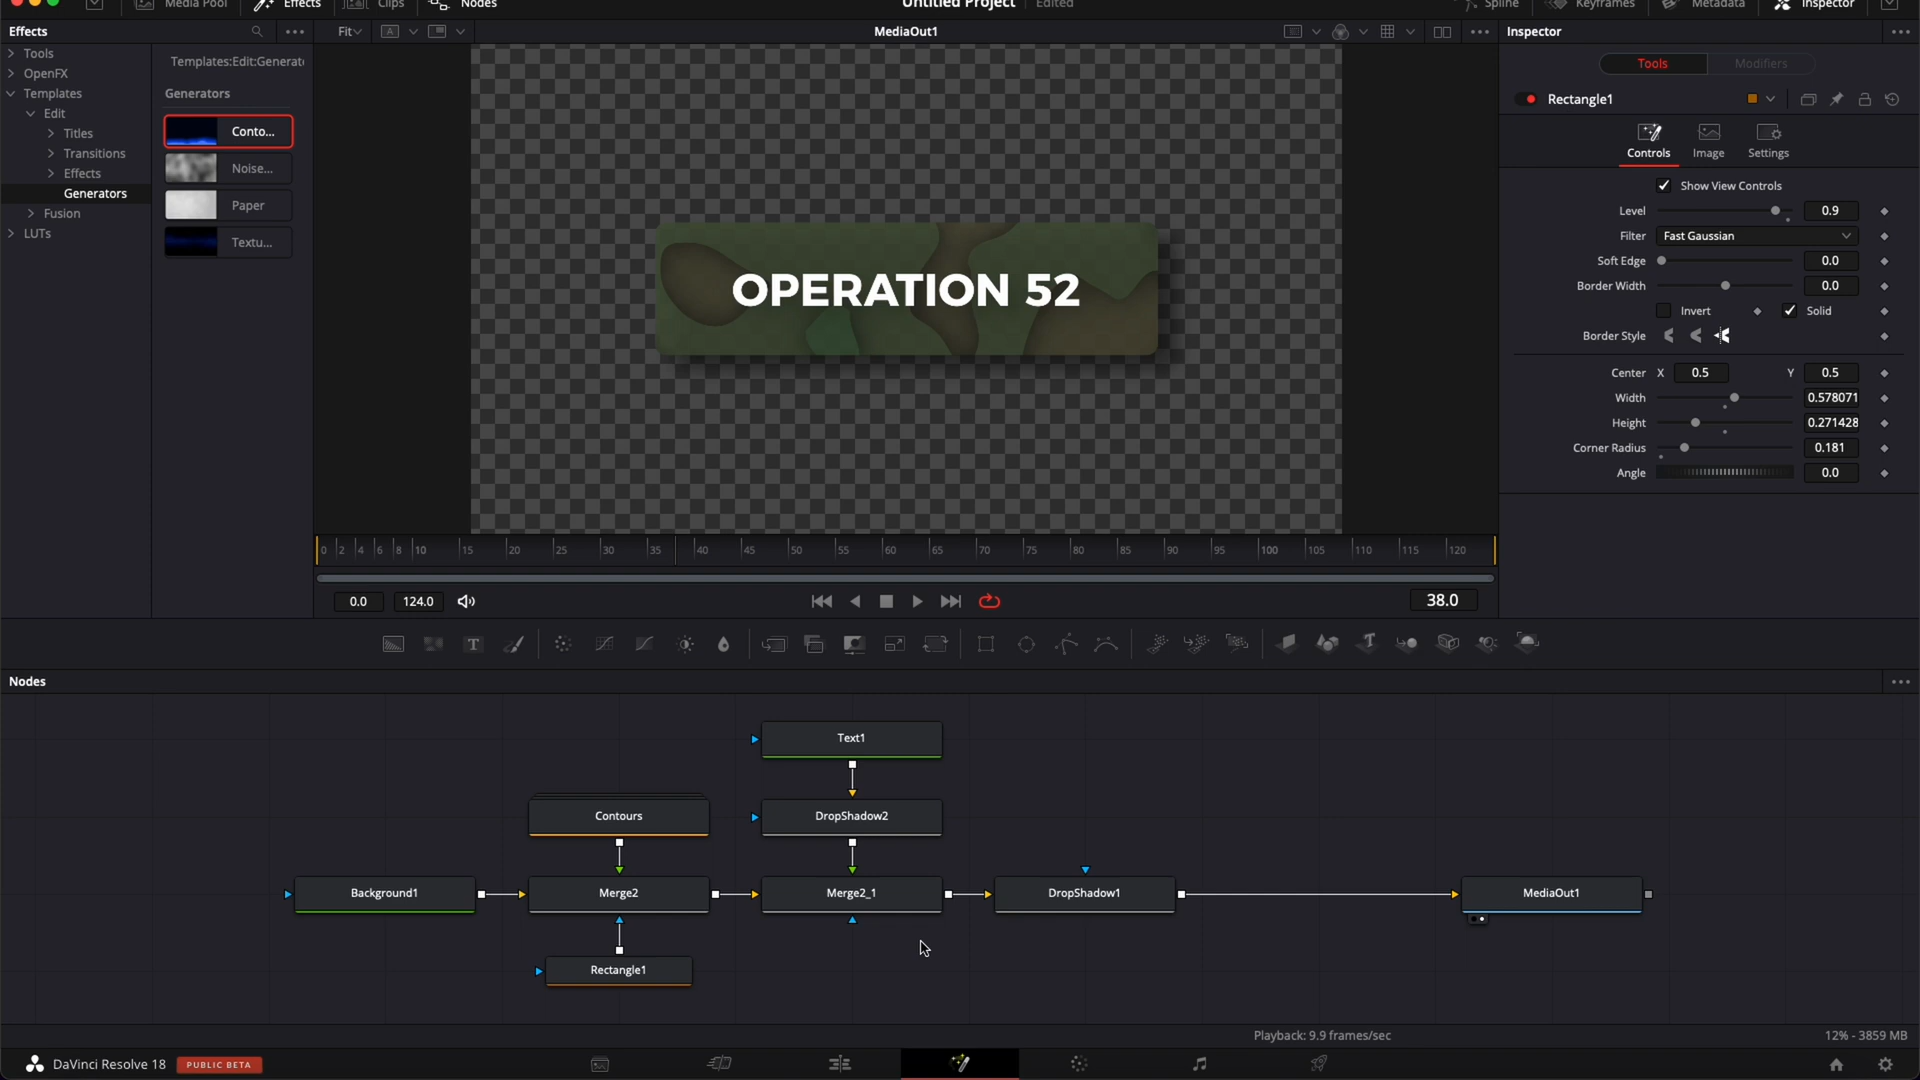 Media Pool
Effects
Clips
Nodes
Untitled Project
Edited
Spline
Keyframes
Metadata
Inspector
Effects
Fit
A
MediaOut1
Inspector
Tools
OpenFX
Templates
Edit
Titles
Transitions
Effects
Generators
Fusion
LUTs
Templates:Edit:Generat
Generators
Conto...
Noise...
Paper
Textu...
OPERATION 52
Tools
Modifiers
Rectangle1
Controls
Image
Settings
Show View Controls
Level 0.9
Filter Fast Gaussian
Soft Edge 0.0
Border Width 0.0
Invert Solid
Border Style
Center X 0.5 Y 0.5
Width 0.578071
Height 0.271428
Corner Radius 0.181
Angle 0.0
0 2 4 6 8 10 15 20 25 30 35 40 45 50 55 60 65 70 75 80 85 90 95 100 105 110 115 120
0.0 124.0 38.0
T
T
Nodes
Text1
Contours
DropShadow2
Background1
Merge2
Merge2_1
DropShadow1
MediaOut1
Rectangle1
Playback: 9.9 frames/sec
12% - 3859 MB
DaVinci Resolve 18
PUBLIC BETA